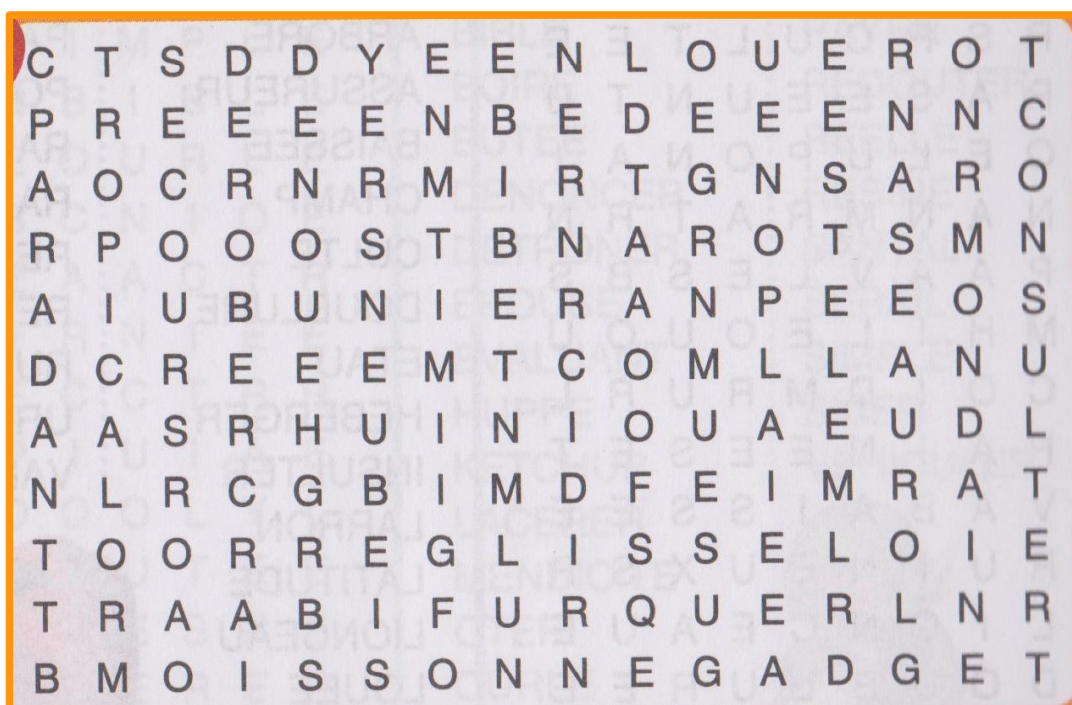 C T S D D Y E E N L O U E R O T
P R E E E E N B E D E E E N N C
A O C R N R M I R T G N S A R O
R P O O O S T B N A R O T S M N
A I U B U N I E R A N P E E O S
D C R E E E M T C O M L L A N U
A A S R H U I N I O U A E U D L
N L R C G B I M D F E I M R A T
T O O R R E G L I S S E L O I E
T R A A B I F U R Q U E R L N R
B M O I S S O N N E G A D G E T